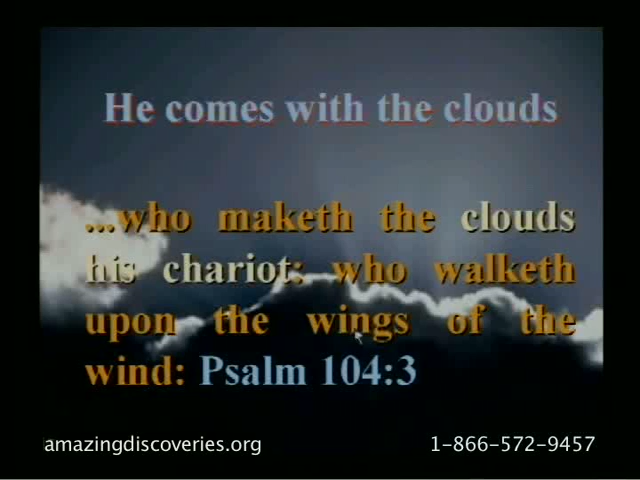 He comes with the clouds
...who maketh the clouds
his chariot: who walketh
upon the wings of the
wind: Psalm 104:3
amazingdiscoveries.org 1-866-572-9457